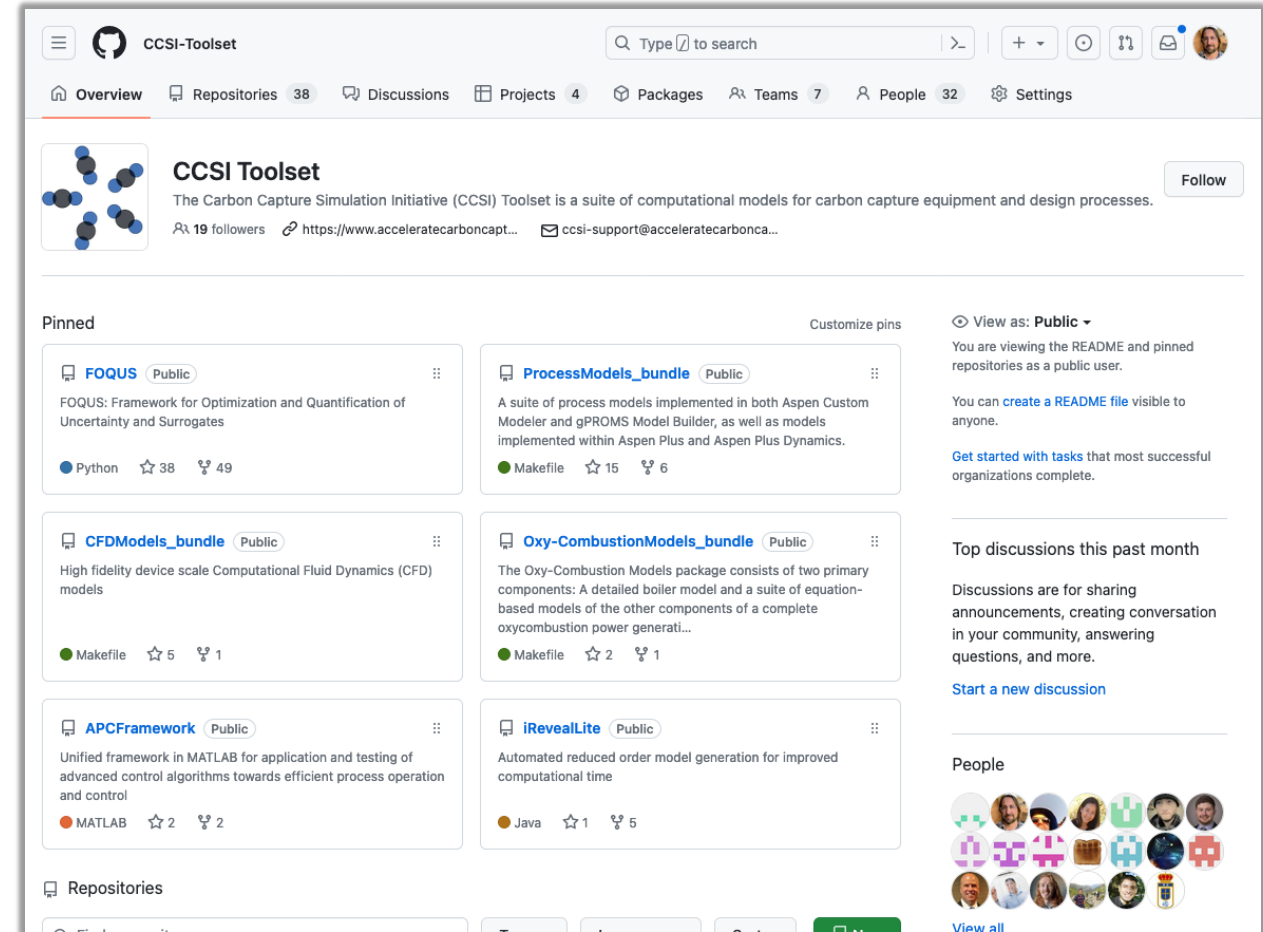 CCSI-Toolset
Type / to search
Overview Repositories 38 Discussions Projects 4 Packages Teams 7 People 32 Settings
CCSI Toolset
Follow
The Carbon Capture Simulation Initiative (CCSI) Toolset is a suite of computational models for carbon capture equipment and design processes.
19 followers https://www.acceleratecarboncapt... ccsi-support@acceleratecarbonca...
Pinned
Customize pins
FOQUS Public
FOQUS: Framework for Optimization and Quantification of
Uncertainty and Surrogates
Python 38 49
ProcessModels_bundle Public
A suite of process models implemented in both Aspen Custom
Modeler and gPROMS Model Builder, as well as models
implemented within Aspen Plus and Aspen Plus Dynamics.
Makefile 15 6
CFDModels_bundle Public
High fidelity device scale Computational Fluid Dynamics (CFD)
models
Makefile 5 1
Oxy-CombustionModels_bundle Public
The Oxy-Combustion Models package consists of two primary
components: A detailed boiler model and a suite of equation-
based models of the other components of a complete
oxycombustion power generati...
Makefile 2 1
APCFramework Public
Unified framework in MATLAB for application and testing of
advanced control algorithms towards efficient process operation
and control
MATLAB 2 2
iRevealLite Public
Automated reduced order model generation for improved
computational time
Java 1 5
Repositories
View as: Public
You are viewing the README and pinned
repositories as a public user.
You can create a README file visible to
anyone.
Get started with tasks that most successful
organizations complete.
Top discussions this past month
Discussions are for sharing
announcements, creating conversation
in your community, answering
questions, and more.
Start a new discussion
People
View all